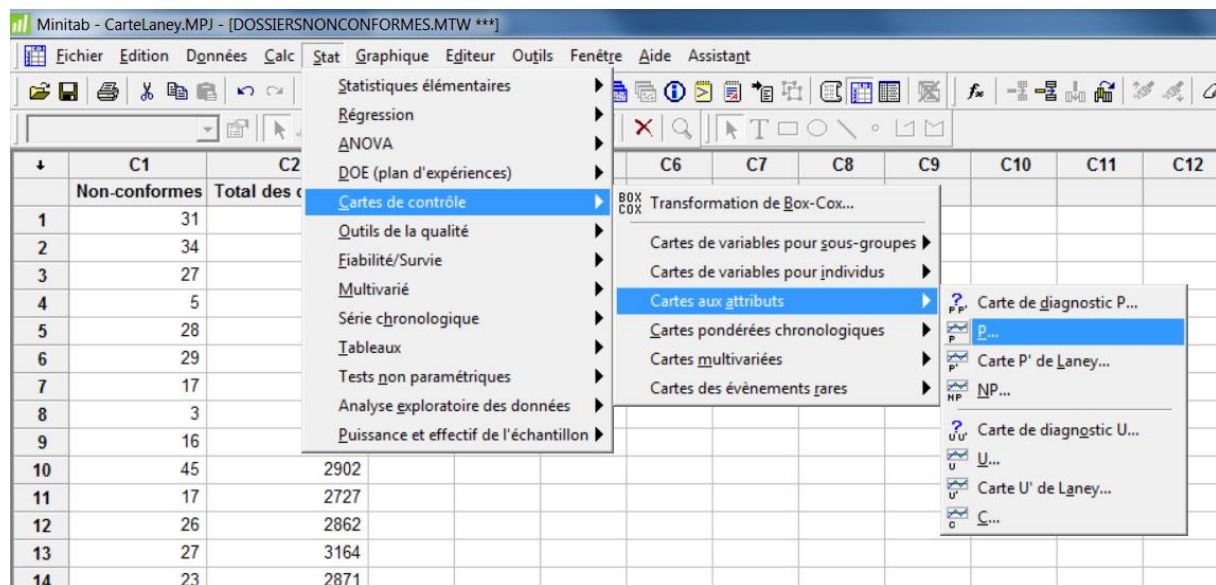 Minitab - CarteLaney.MPJ - [DOSSIERSNONCONFORMES.MTW ***]
Fichier Edition Données Calc Stat Graphique Editeur Outils Fenêtre Aide Assistant
Statistiques élémentaires
Régression
ANOVA
DOE (plan d'expériences)
Cartes de contrôle
Outils de la qualité
Fiabilité/Survie
Multivarié
Série chronologique
Tableaux
Tests non paramétriques
Analyse exploratoire des données
Puissance et effectif de l'échantillon
BOX COX Transformation de Box-Cox...
Cartes de variables pour sous-groupes
Cartes de variables pour individus
Cartes aux attributs
Cartes pondérées chronologiques
Cartes multivariées
Cartes des évènements rares
Carte de diagnostic P...
P...
Carte P' de Laney...
NP...
Carte de diagnostic U...
U...
Carte U' de Laney...
C...
C1 C2 C6 C7 C8 C9 C10 C11 C12
Non-conformes Total des
1 31
2 34
3 27
4 5
5 28
6 29
7 17
8 3
9 16
10 45 2902
11 17 2727
12 26 2862
13 27 3164
14 23 2871